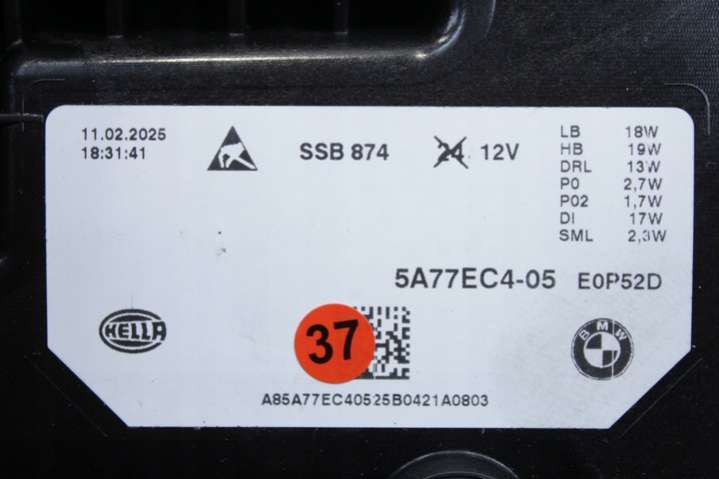 11.02.2025
18:31:41
SSB 874
24 12V
LB 18W
HB 19W
DRL 13W
P0 2,7W
P02 1,7W
DI 17W
SML 2,3W
5A77EC4-05 E0P52D
HELLA
37
BMW
A85A77EC40525B0421A0803